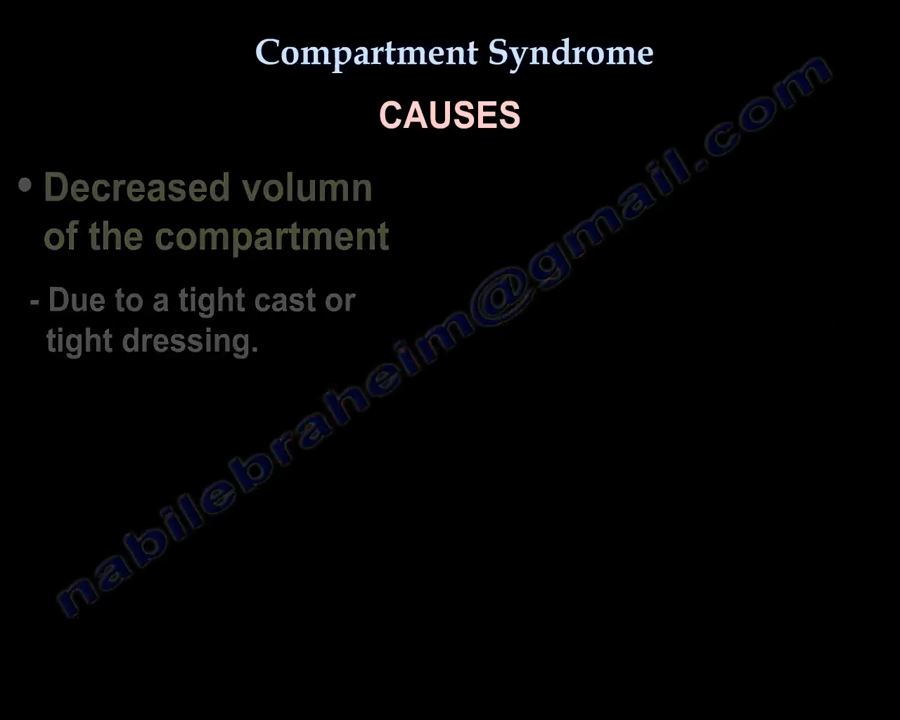 Compartment Syndrome
CAUSES
• Decreased volumn
of the compartment
- Due to a tight cast or
tight dressing.
nabilebraheim@gmail.com